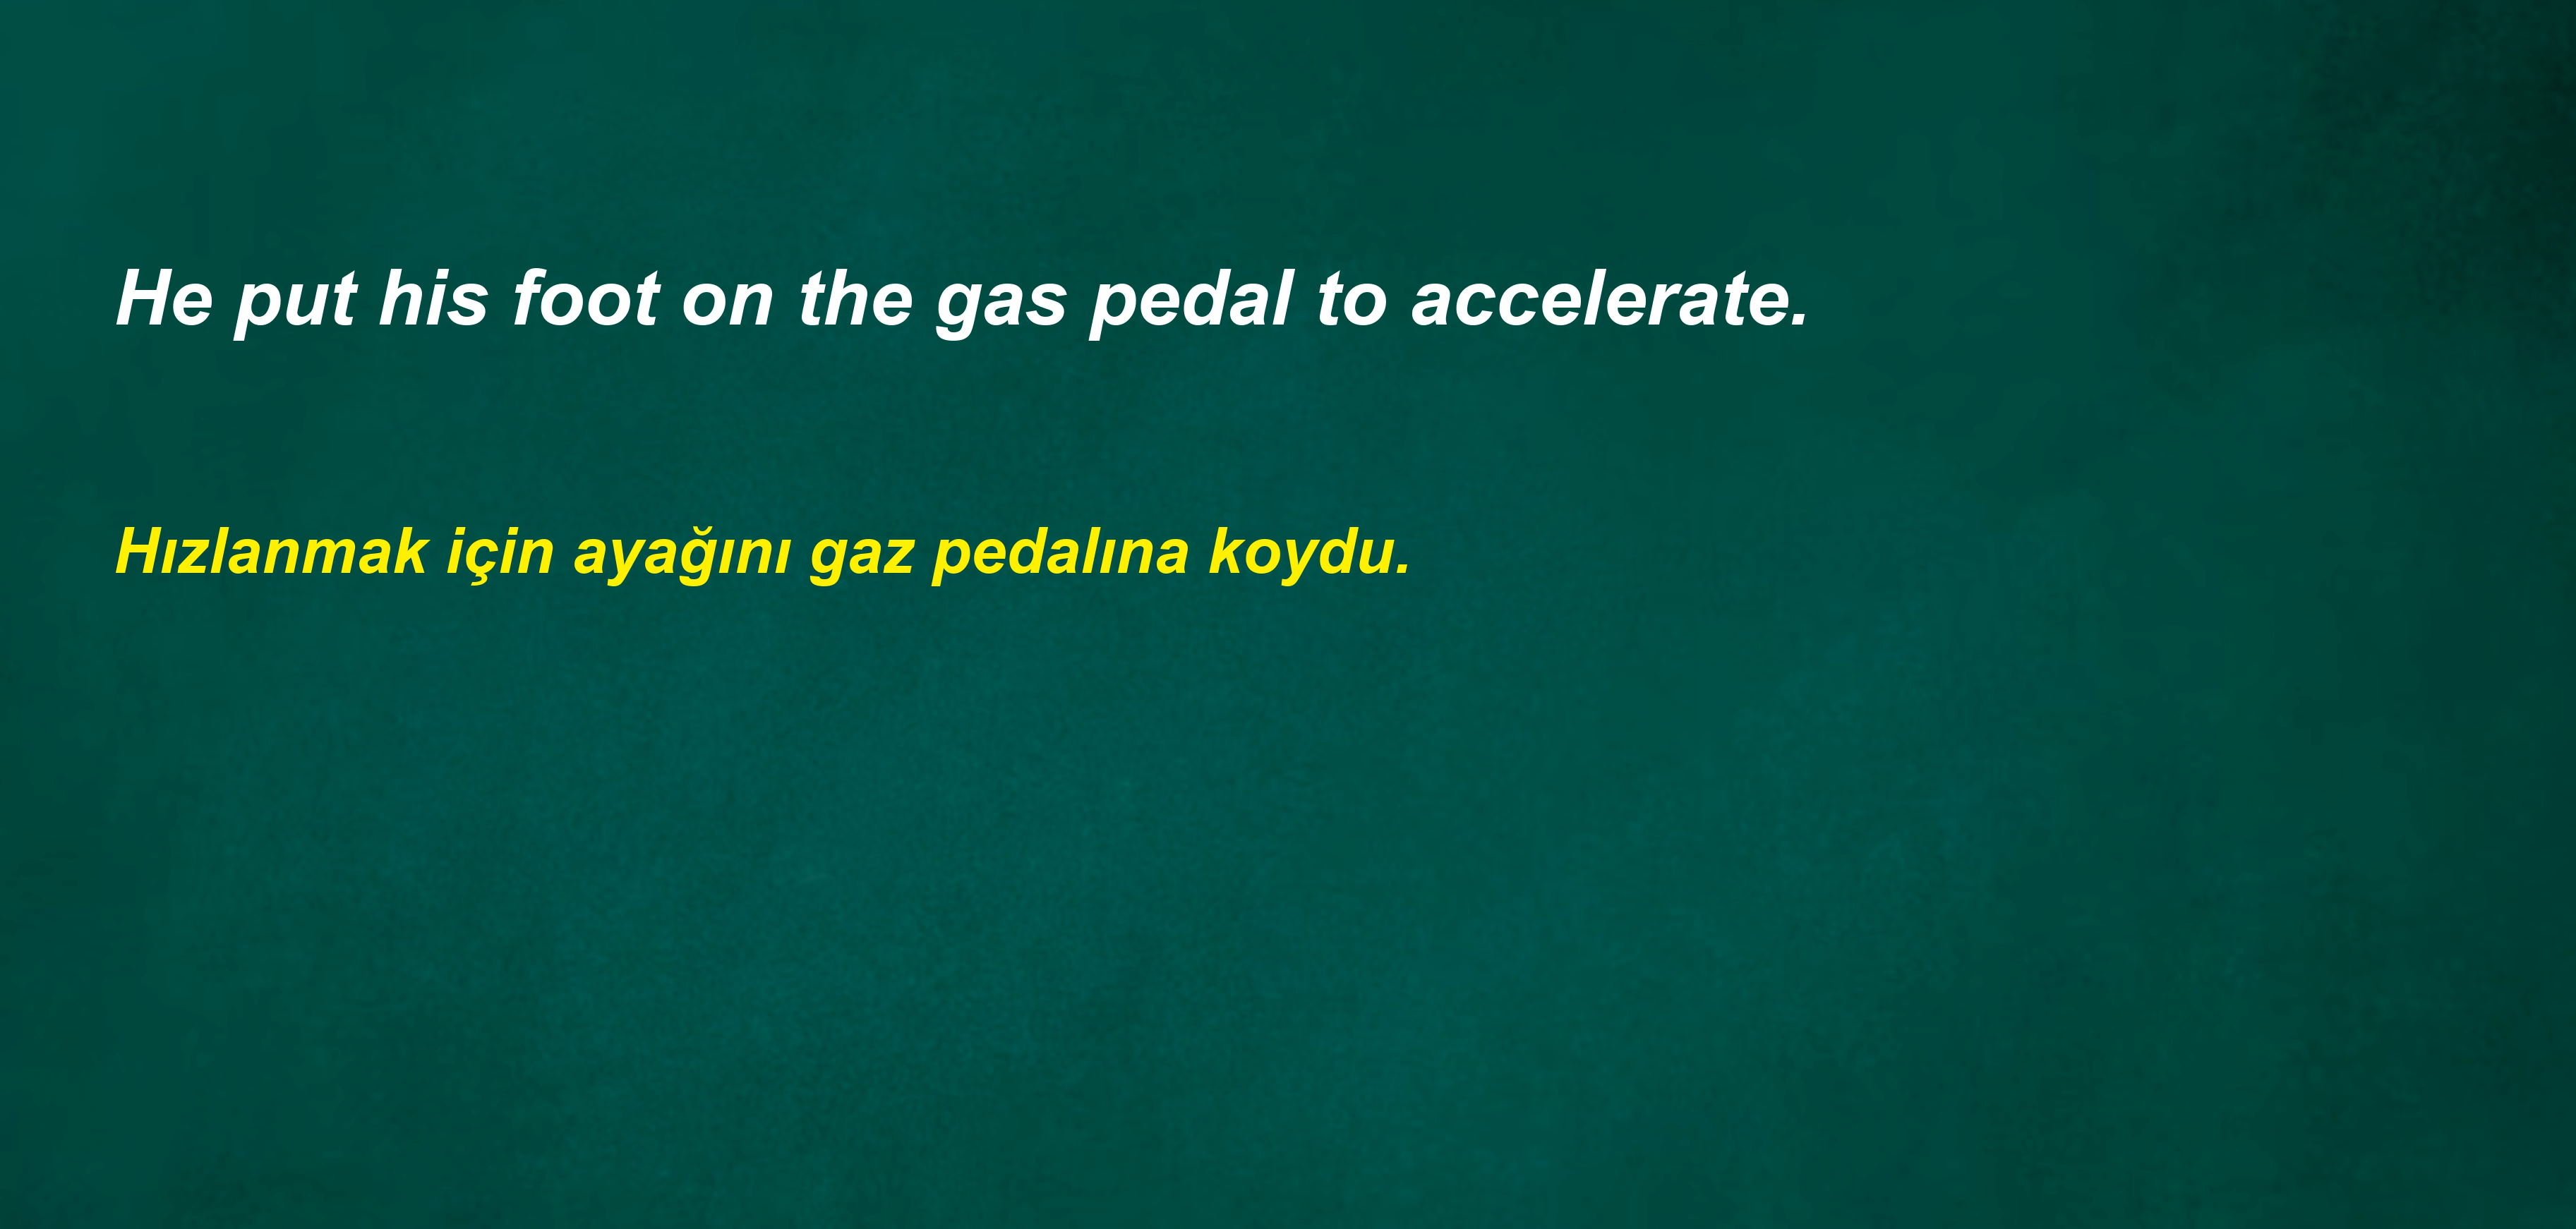 He put his foot on the gas pedal to accelerate.
Hızlanmak için ayağını gaz pedalına koydu.